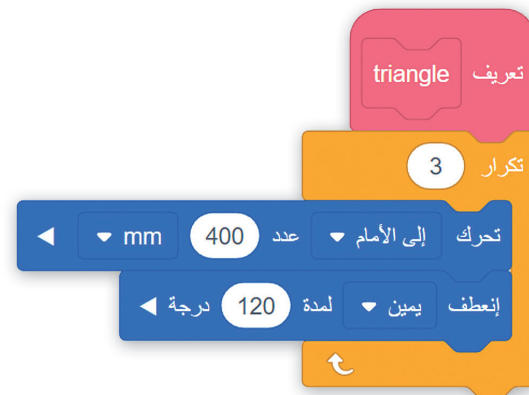 تعريف triangle
تكرار 3
تحرك إلى الأمام عدد 400 mm
إنعطف يمين لمدة 120 درجة